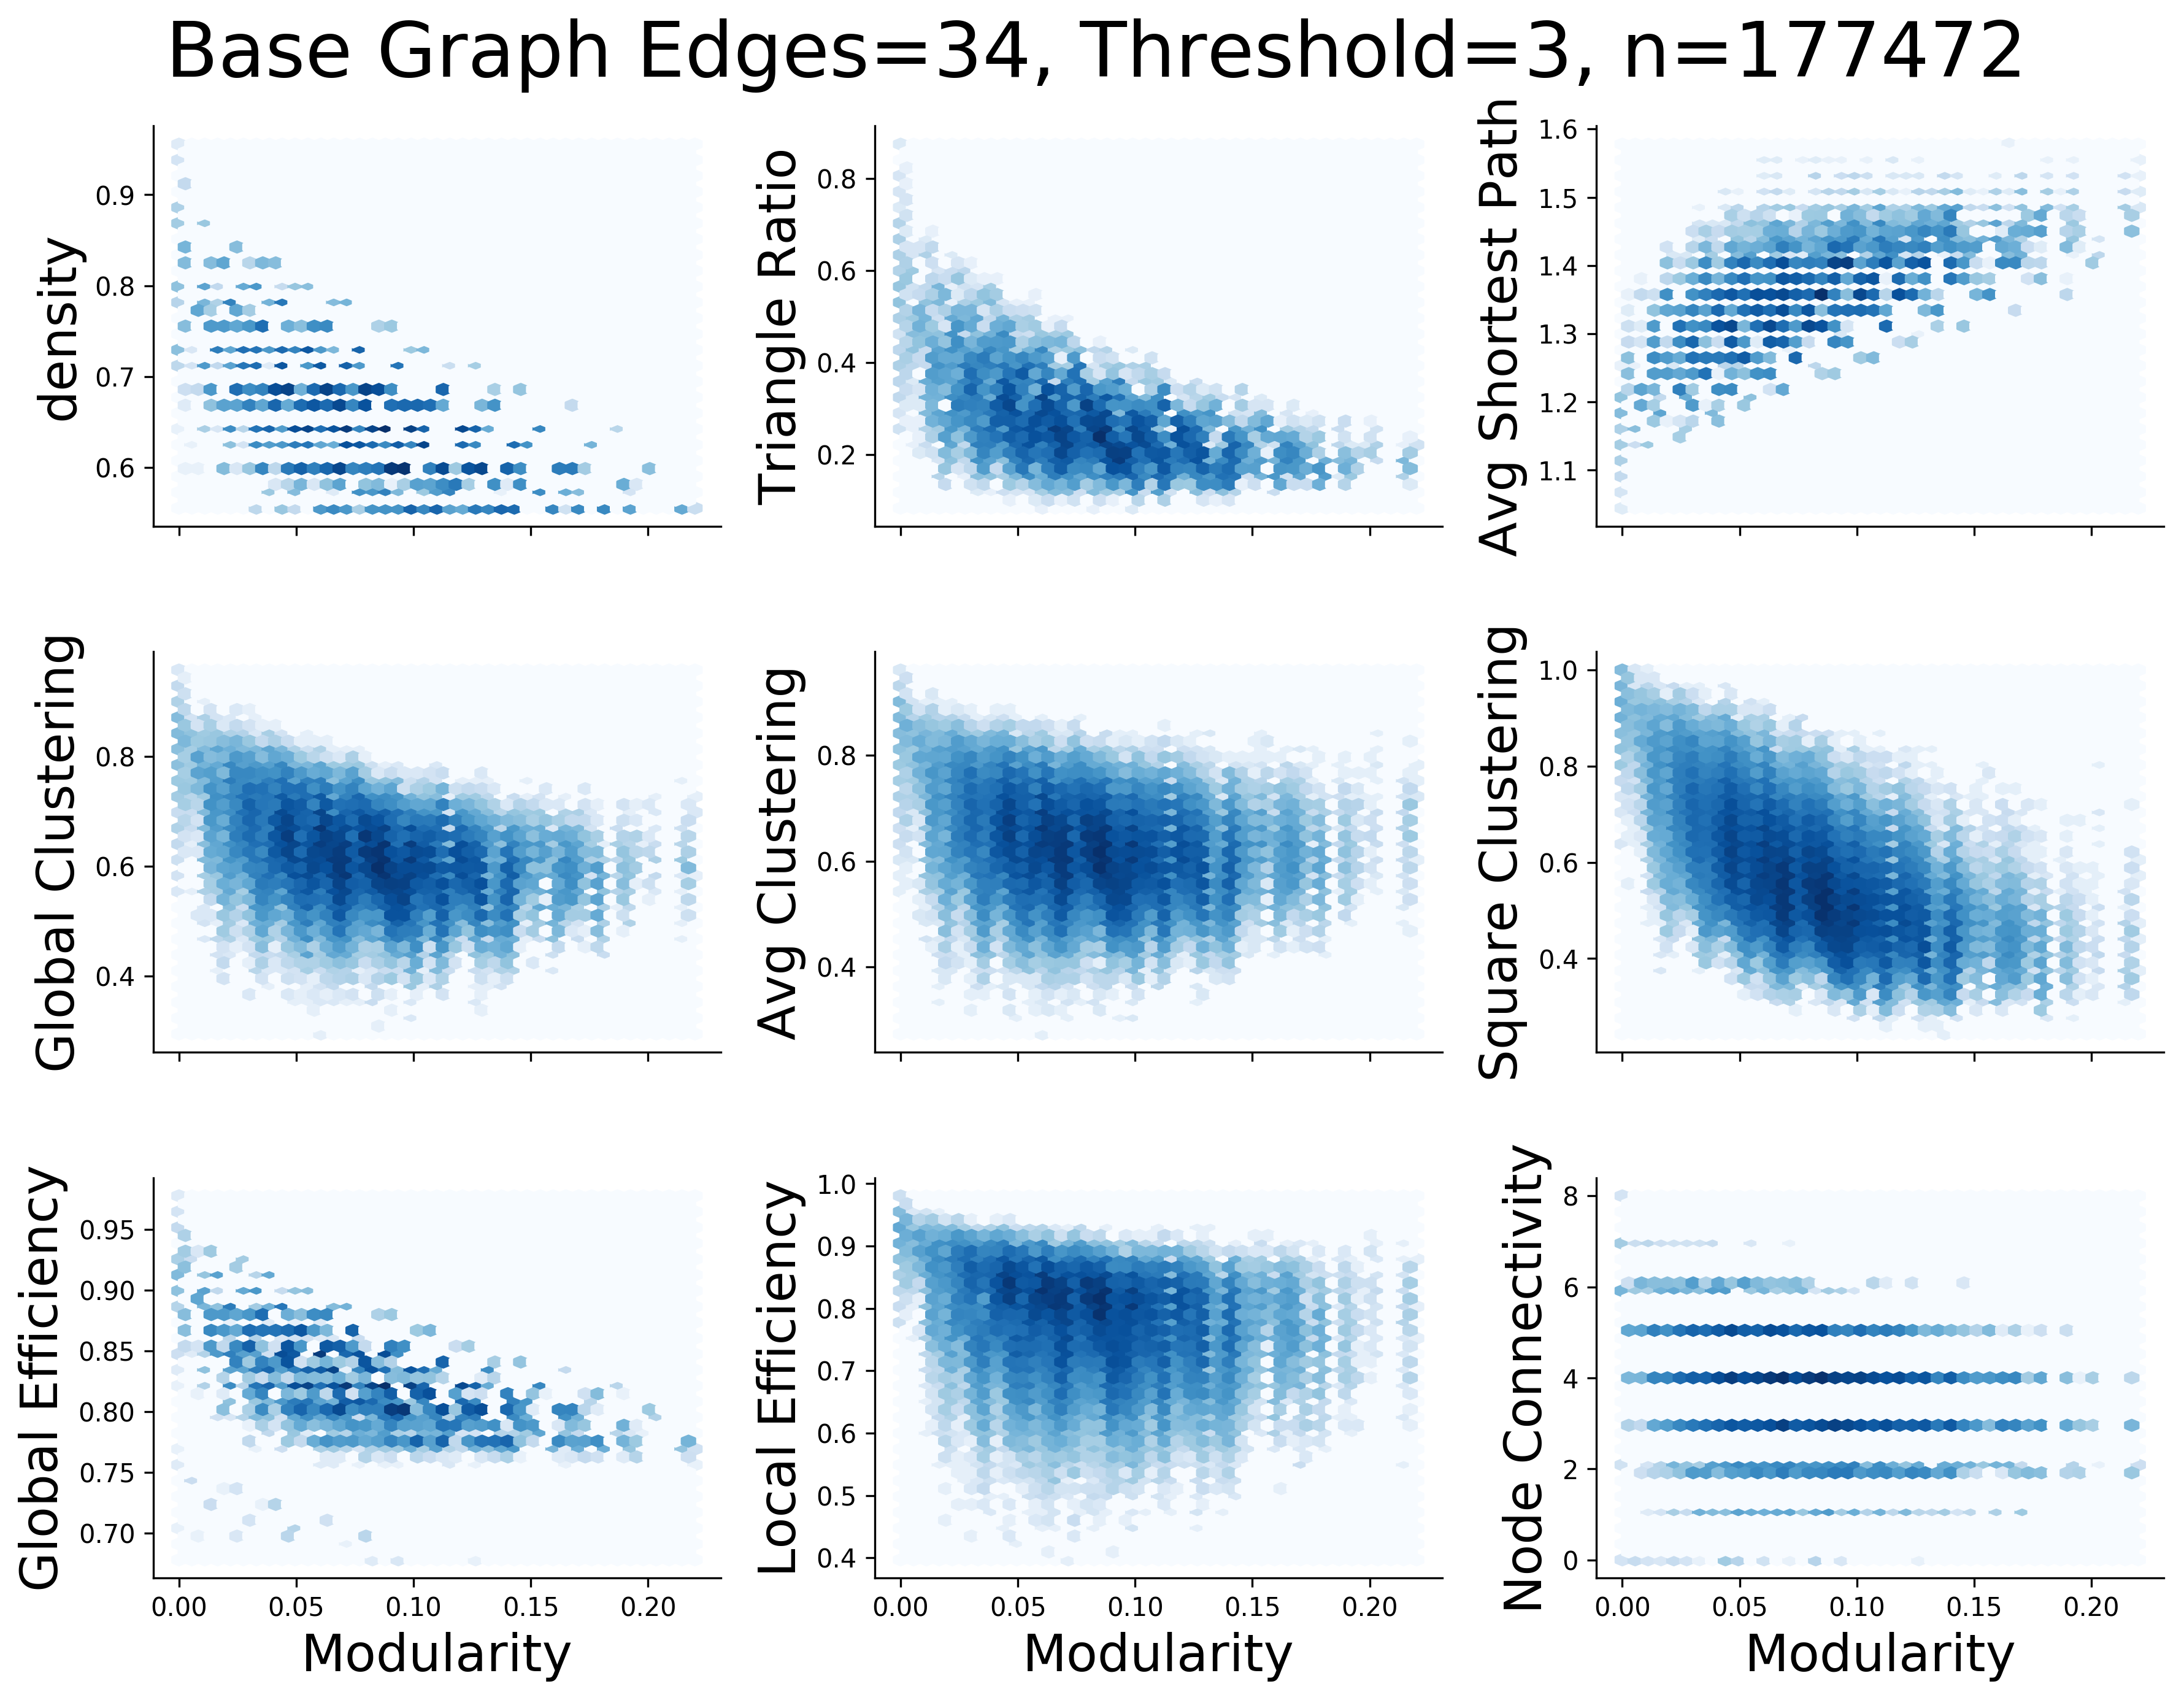 Base Graph Edges=34, Threshold=3, n=177472
density
0.9
0.8
0.7
0.6
Triangle Ratio
0.8
0.6
0.4
0.2
Avg Shortest Path
1.6
1.5
1.4
1.3
1.2
1.1
Global Clustering
0.8
0.6
0.4
Avg Clustering
0.8
0.6
0.4
Square Clustering
1.0
0.8
0.6
0.4
Global Efficiency
0.95
0.90
0.85
0.80
0.75
0.70
0.00 0.05 0.10 0.15 0.20
Modularity
Local Efficiency
1.0
0.9
0.8
0.7
0.6
0.5
0.4
0.00 0.05 0.10 0.15 0.20
Modularity
Node Connectivity
8
6
4
2
0
0.00 0.05 0.10 0.15 0.20
Modularity